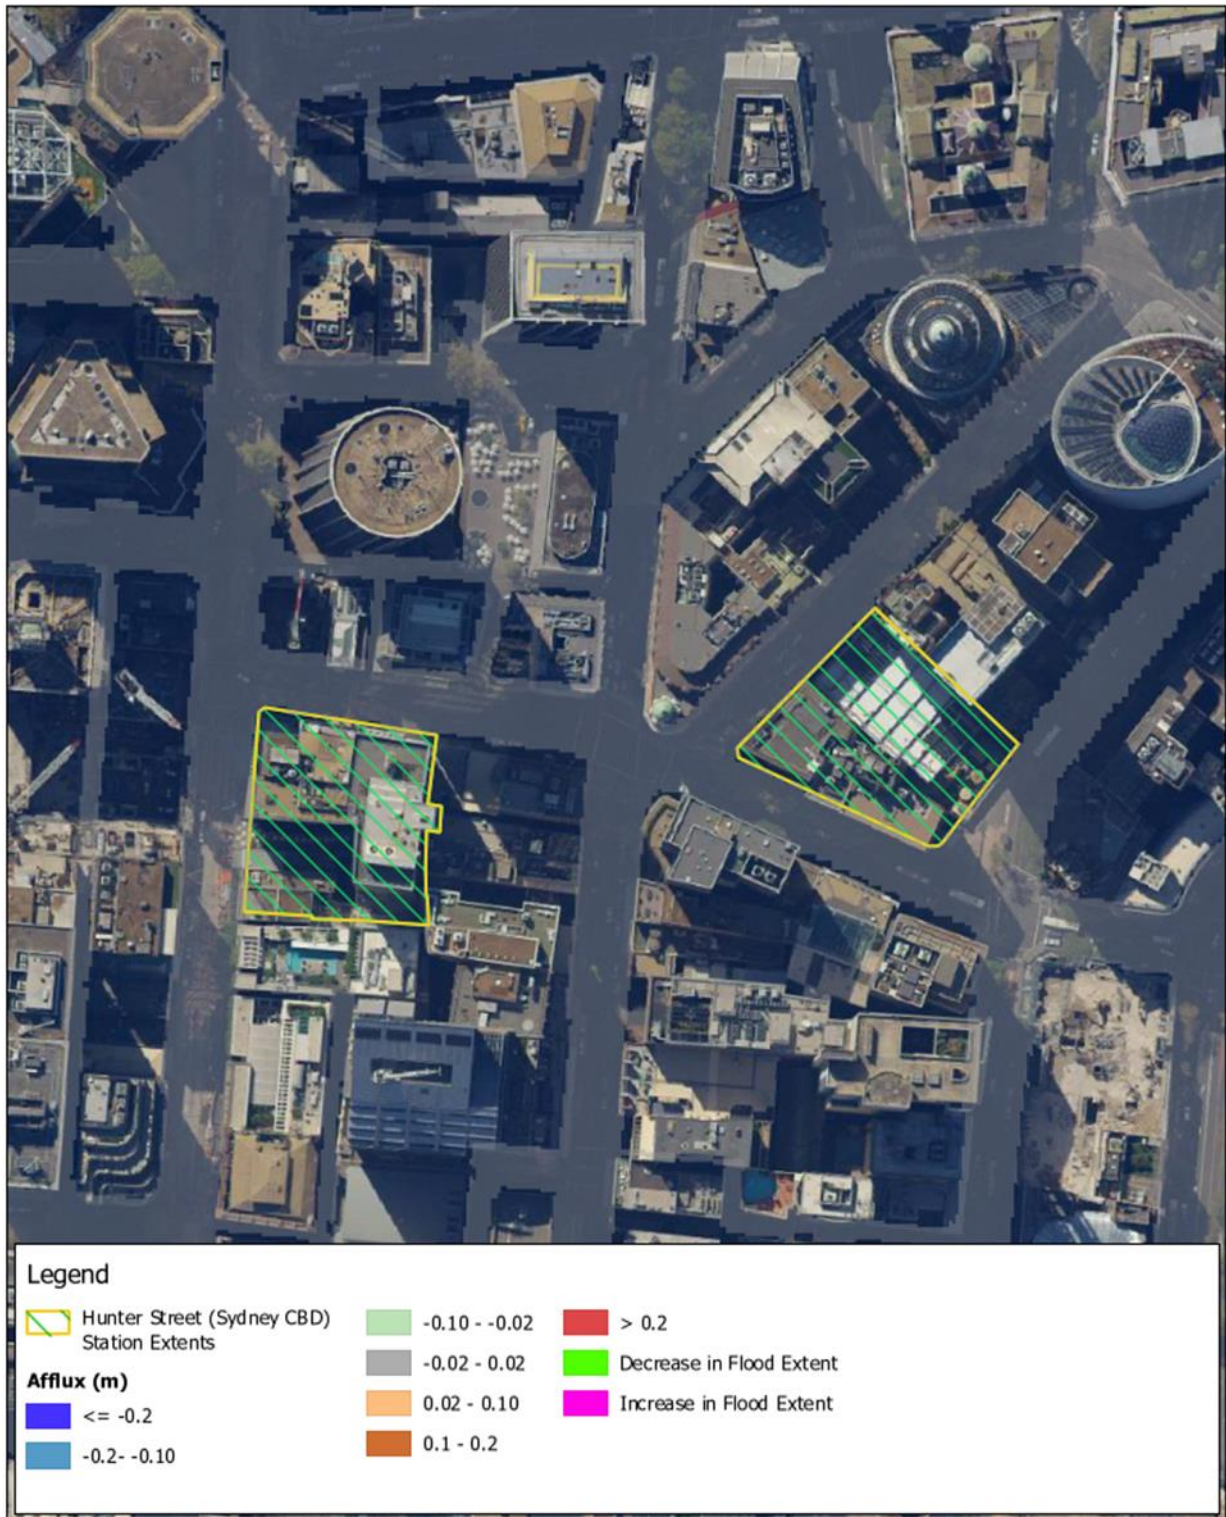 Legend
Hunter Street (Sydney CBD)
Station Extents
Afflux (m)
<= -0.2
-0.2- -0.10
-0.10 - -0.02
-0.02 - 0.02
0.02 - 0.10
0.1 - 0.2
> 0.2
Decrease in Flood Extent
Increase in Flood Extent